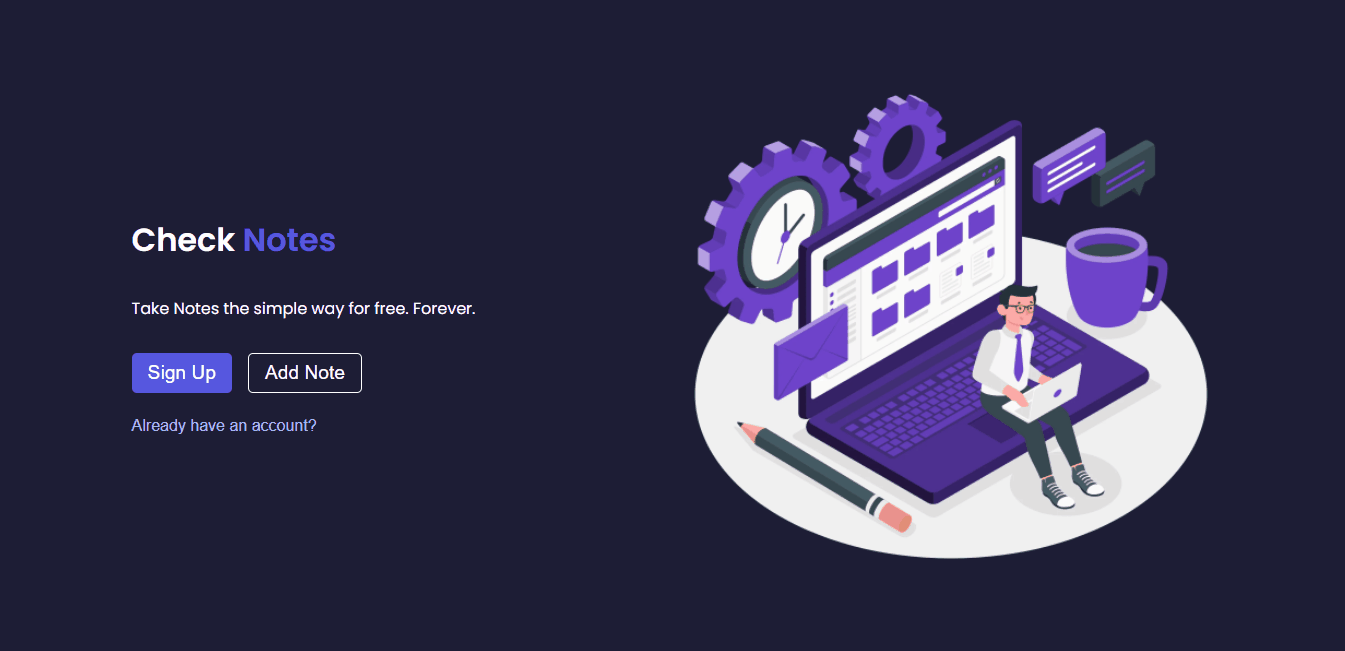 Check Notes
Take Notes the simple way for free. Forever.
Sign Up
Add Note
Already have an account?